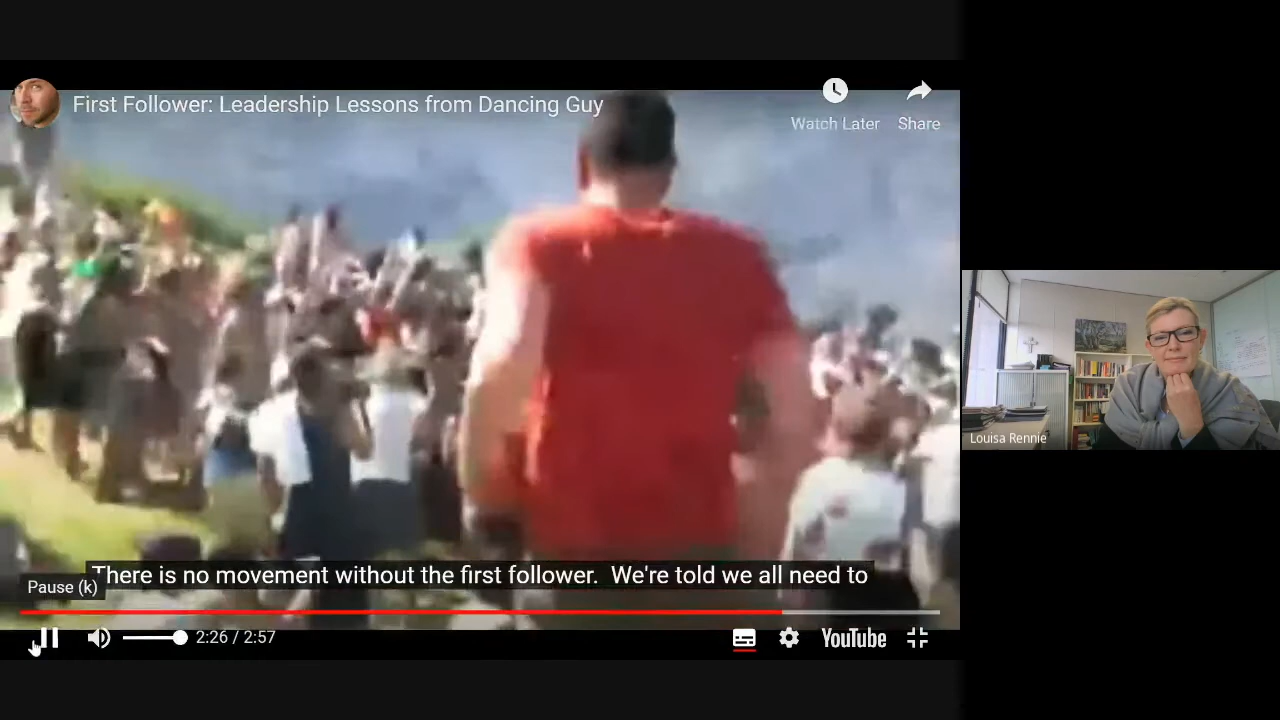 First Follower: Leadership Lessons from Dancing Guy
Watch Later
Share
There is no movement without the first follower. We're told we all need to
Pause (k)
2:26 / 2:57
YouTube
Louisa Rennie